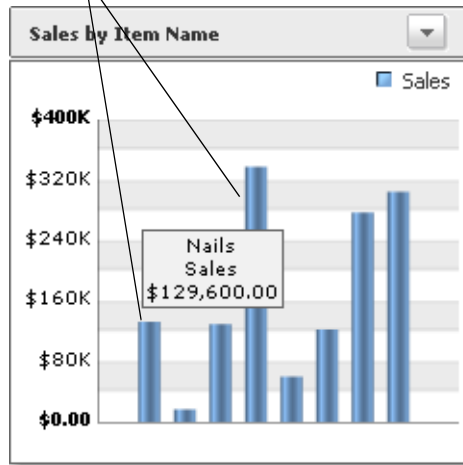 Sales by Item Name
Sales
$400K
$320K
$240K
Nails
Sales
$129,600.00
$160K
$80K
$0.00